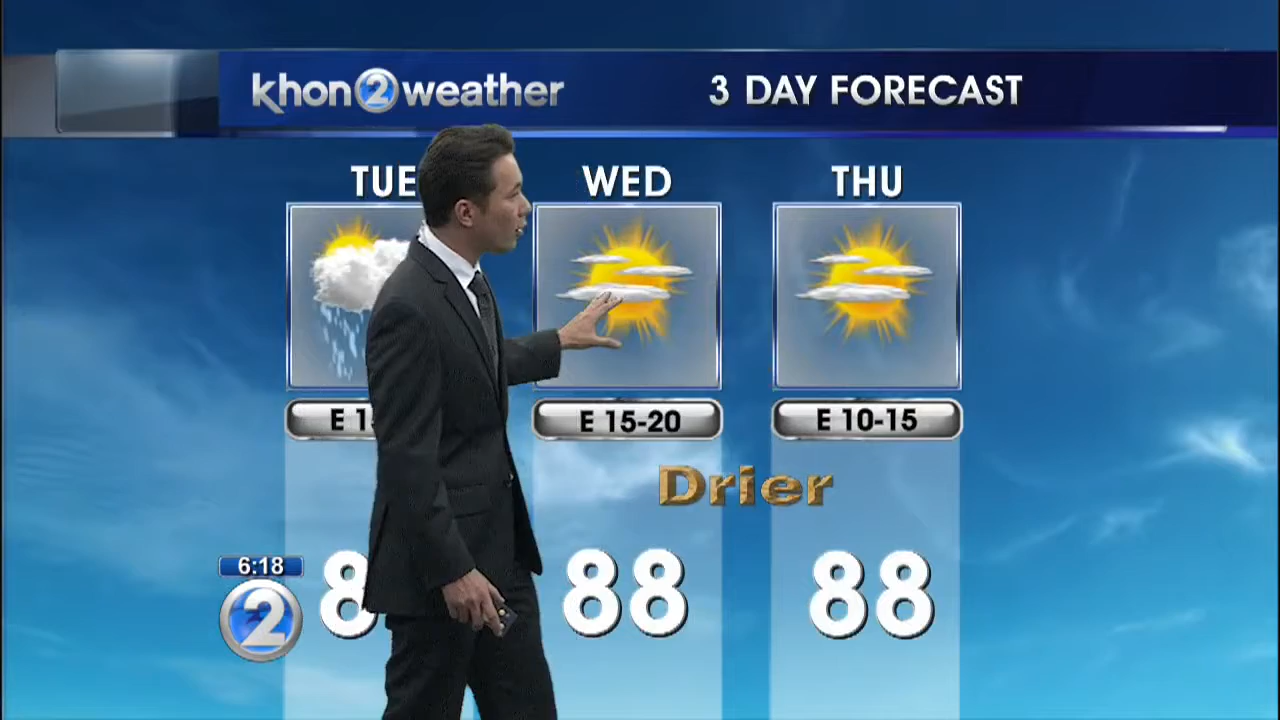 khon2weather 3 DAY FORECAST
TUE WED THU
E 15-20 E 10-15
Drier
6:18
88 88
2